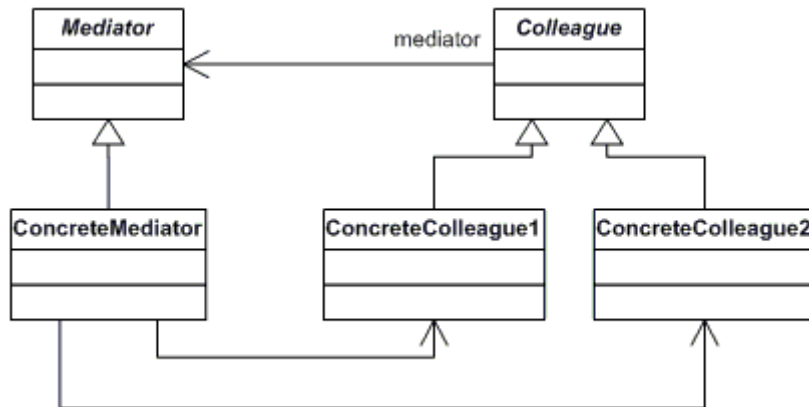 Mediator
mediator
Colleague
ConcreteMediator
ConcreteColleague1
ConcreteColleague2